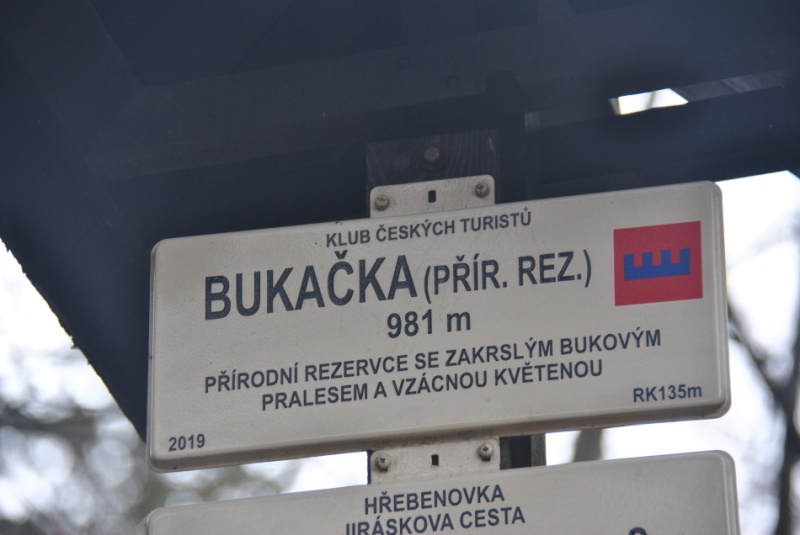 KLUB ČESKÝCH TURISTŮ
BUKAČKA (PŘÍR. REZ.)
981 m
PŘÍRODNÍ REZERVCE SE ZAKRSLÝM BUKOVÝM
PRALESEM A VZÁCNOU KVĚTENOU
2019 RK135m
HŘEBENOVKA
JIRÁSKOVA CESTA